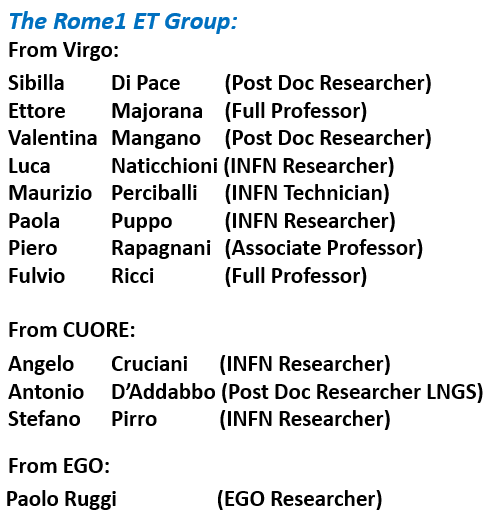 The Rome1 ET Group:
From Virgo:
Sibilla Di Pace (Post Doc Researcher)
Ettore Majorana (Full Professor)
Valentina Mangano (Post Doc Researcher)
Luca Naticchioni (INFN Researcher)
Maurizio Perciballi (INFN Technician)
Paola Puppo (INFN Researcher)
Piero Rapagnani (Associate Professor)
Fulvio Ricci (Full Professor)
From CUORE:
Angelo Cruciani (INFN Researcher)
Antonio D’Addabbo (Post Doc Researcher LNGS)
Stefano Pirro (INFN Researcher)
From EGO:
Paolo Ruggi (EGO Researcher)